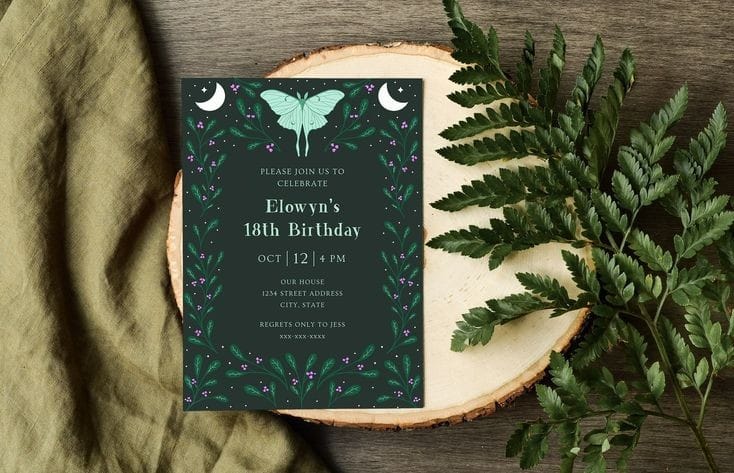 PLEASE JOIN US TO
CELEBRATE
Elowyn's
18th Birthday
OCT | 12 | 4 PM
OUR HOUSE
1234 STREET ADDRESS
CITY, STATE
REGRETS ONLY TO JESS
XXX-XXX-XXXX